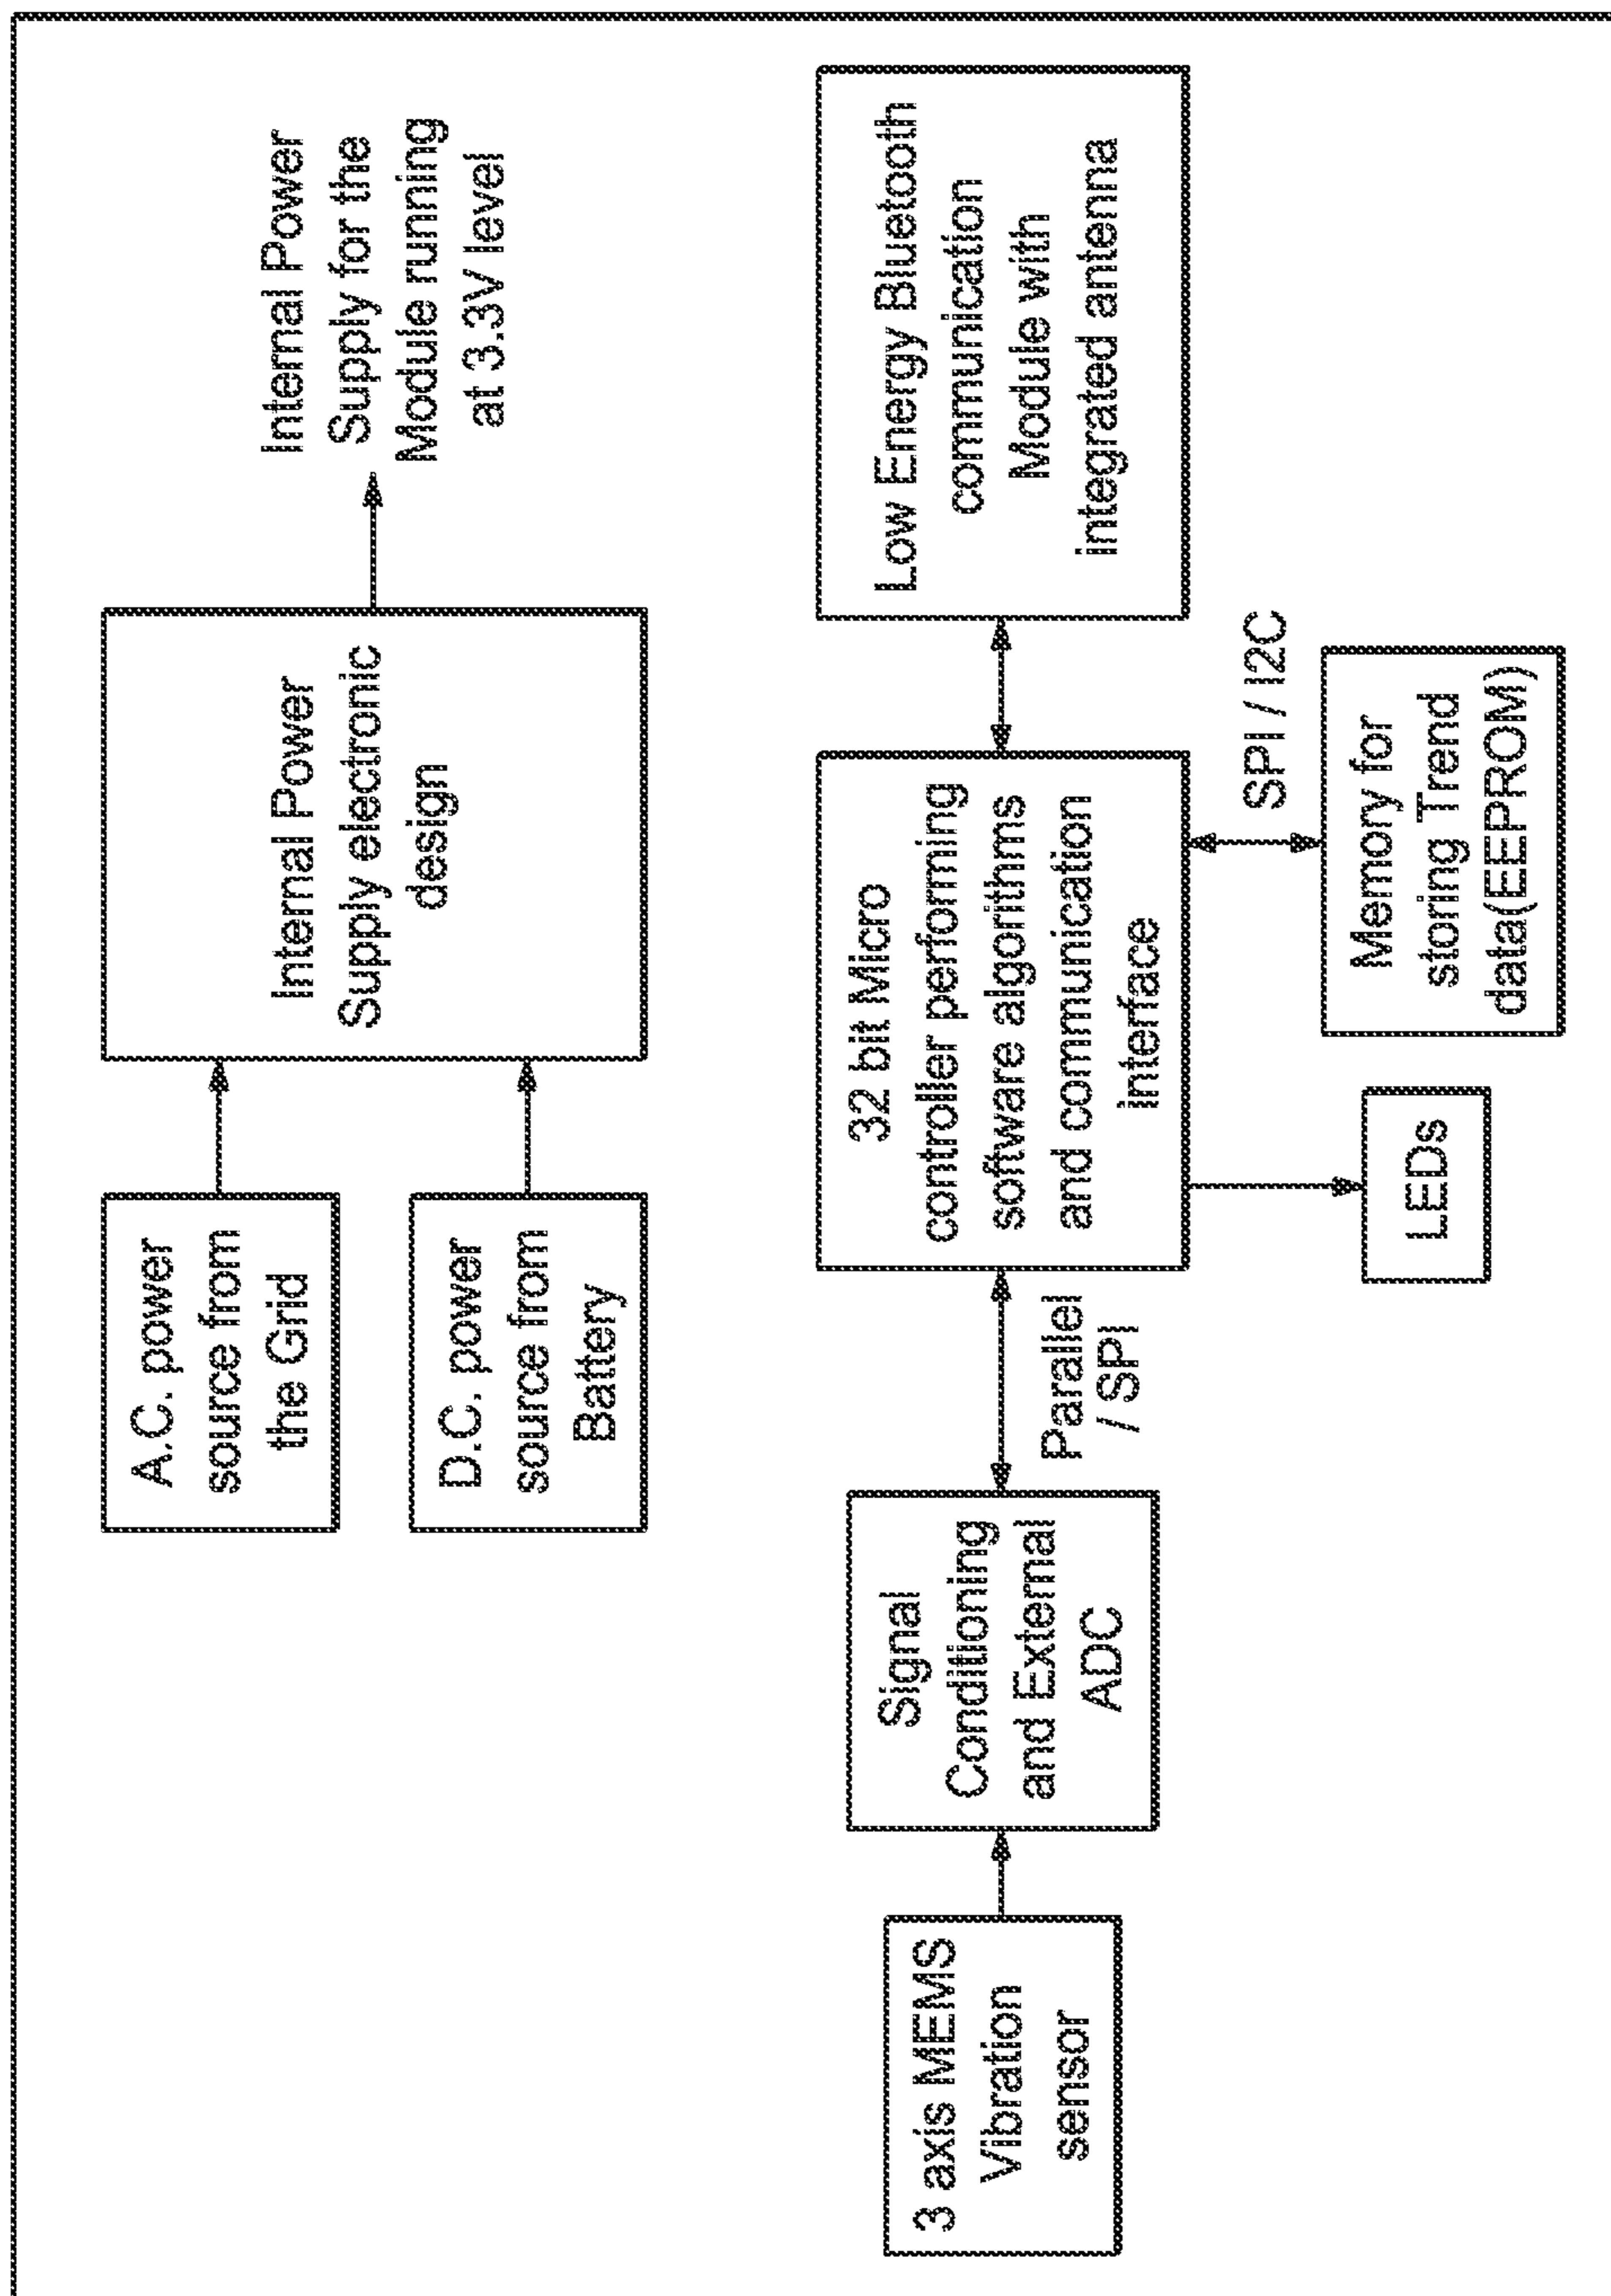 A.C. power
source from
the Grid
D.C. power
source from
Battery
Internal Power
Supply electronic
design
Internal Power
Supply for the
Module running
at 3.3V level
3 axis MEMS
Vibration
sensor
Signal
Conditioning
and External
ADC
Parallel
/ SPI
32 bit Micro
controller performing
software algorithms
and communication
interface
Low Energy Bluetooth
communication
Module with
integrated antenna
LEDs
SPI / I2C
Memory for
storing Trend
data(EEPROM)